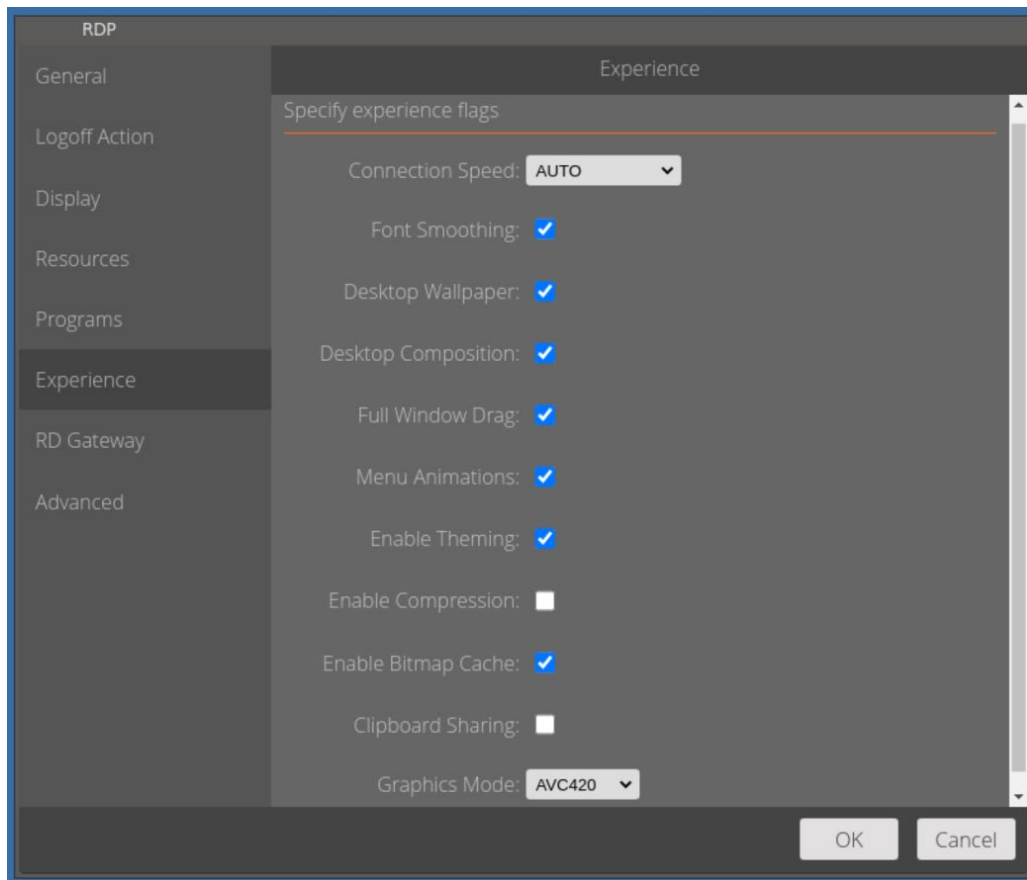 RDP
General
Logoff Action
Display
Resources
Programs
Experience
RD Gateway
Advanced
Experience
Specify experience flags
Connection Speed: AUTO
Font Smoothing:
Desktop Wallpaper:
Desktop Composition:
Full Window Drag:
Menu Animations:
Enable Theming:
Enable Compression:
Enable Bitmap Cache:
Clipboard Sharing:
Graphics Mode: AVC420
OK Cancel